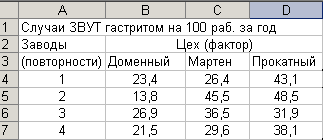 A B C D
1 Случаи ЗВУТ гастритом на 100 раб. за год
2 Заводы Цех (фактор)
3 (повторности) Доменный Мартен Прокатный
4 1 23,4 26,4 43,1
5 2 13,8 45,5 48,5
6 3 26,9 36,5 31,9
7 4 21,5 29,6 38,1